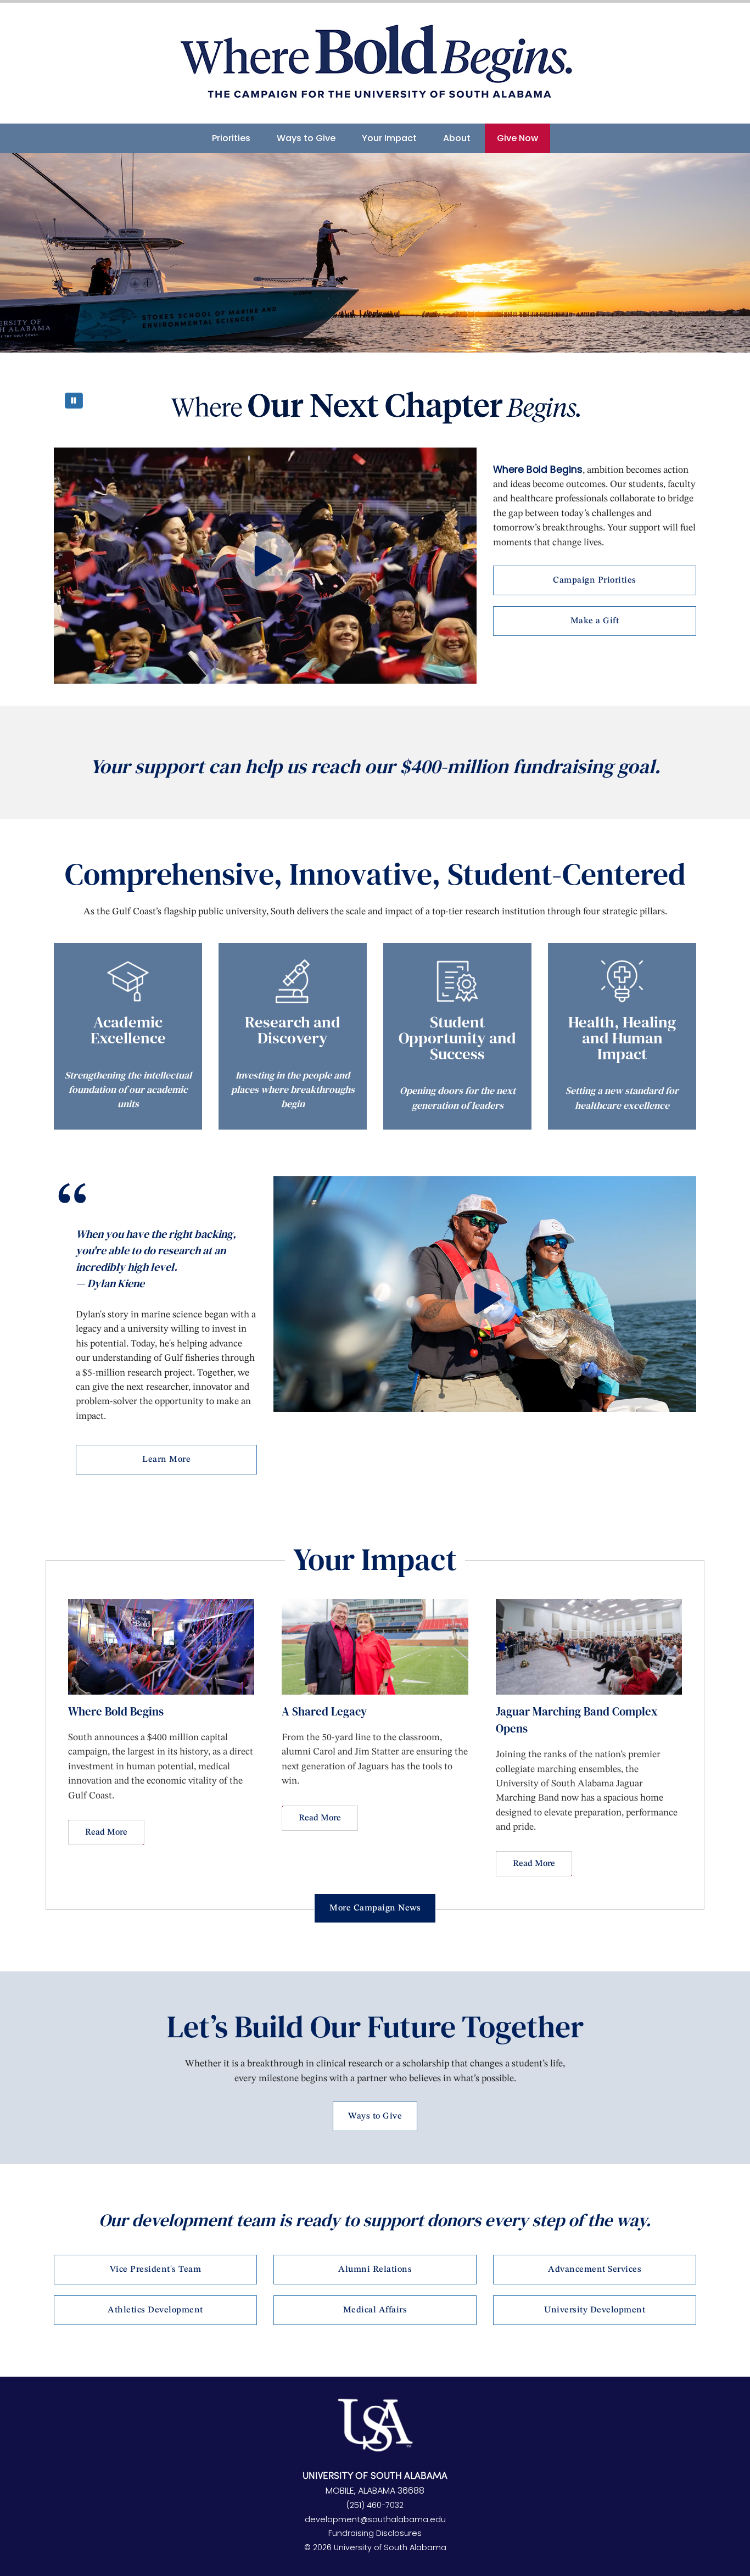 Where Bold Begins.
THE CAMPAIGN FOR THE UNIVERSITY OF SOUTH ALABAMA
Priorities
Ways to Give
Your Impact
About
Give Now
STOKES SCHOOL OF MARINE AND
ENVIRONMENTAL SCIENCES
Where Our Next Chapter Begins.
Where Bold Begins, ambition becomes action
and ideas become outcomes. Our students, faculty
and healthcare professionals collaborate to bridge
the gap between today's challenges and
tomorrow's breakthroughs. Your support will fuel
moments that change lives.
Campaign Priorities
Make a Gift
Your support can help us reach our $400-million fundraising goal.
Comprehensive, Innovative, Student-Centered
As the Gulf Coast's flagship public university, South delivers the scale and impact of a top-tier research institution through four strategic pillars.
Academic
Excellence
Strengthening the intellectual
foundation of our academic
units
Research and
Discovery
Investing in the people and
places where breakthroughs
begin
Student
Opportunity and
Success
Opening doors for the next
generation of leaders
Health, Healing
and Human
Impact
Setting a new standard for
healthcare excellence
“
When you have the right backing,
you're able to do research at an
incredibly high level.
— Dylan Kiene
Dylan's story in marine science began with a
legacy and a university willing to invest in
his potential. Today, he's helping advance
our understanding of Gulf fisheries through
a $5-million research project. Together, we
can give the next researcher, innovator and
problem-solver the opportunity to make an
impact.
Learn More
Your Impact
Where Bold Begins
South announces a $400 million capital
campaign, the largest in its history, as a direct
investment in human potential, medical
innovation and the economic vitality of the
Gulf Coast.
Read More
A Shared Legacy
From the 50-yard line to the classroom,
alumni Carol and Jim Statter are ensuring the
next generation of Jaguars has the tools to
win.
Read More
Jaguar Marching Band Complex
Opens
Joining the ranks of the nation's premier
collegiate marching ensembles, the
University of South Alabama Jaguar
Marching Band now has a spacious home
designed to elevate preparation, performance
and pride.
Read More
More Campaign News
Let's Build Our Future Together
Whether it is a breakthrough in clinical research or a scholarship that changes a student's life,
every milestone begins with a partner who believes in what's possible.
Ways to Give
Our development team is ready to support donors every step of the way.
Vice President's Team
Alumni Relations
Advancement Services
Athletics Development
Medical Affairs
University Development
USA
UNIVERSITY OF SOUTH ALABAMA
MOBILE, ALABAMA 36688
(251) 460-7032
development@southalabama.edu
Fundraising Disclosures
© 2026 University of South Alabama